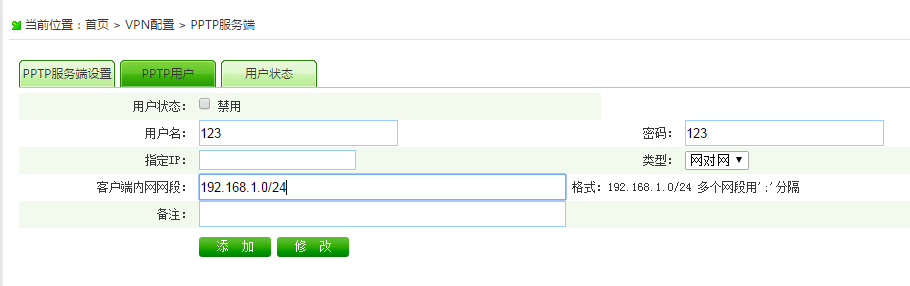 当前位置：首页 > VPN配置 > PPTP服务端
PPTP服务端设置 PPTP用户 用户状态
用户状态： 禁用
用户名： 123 密码： 123
指定IP： 类型： 网对网
客户端内网网段： 192.168.1.0/24 格式：192.168.1.0/24 多个网段用';'分隔
备注：
添 加 修 改